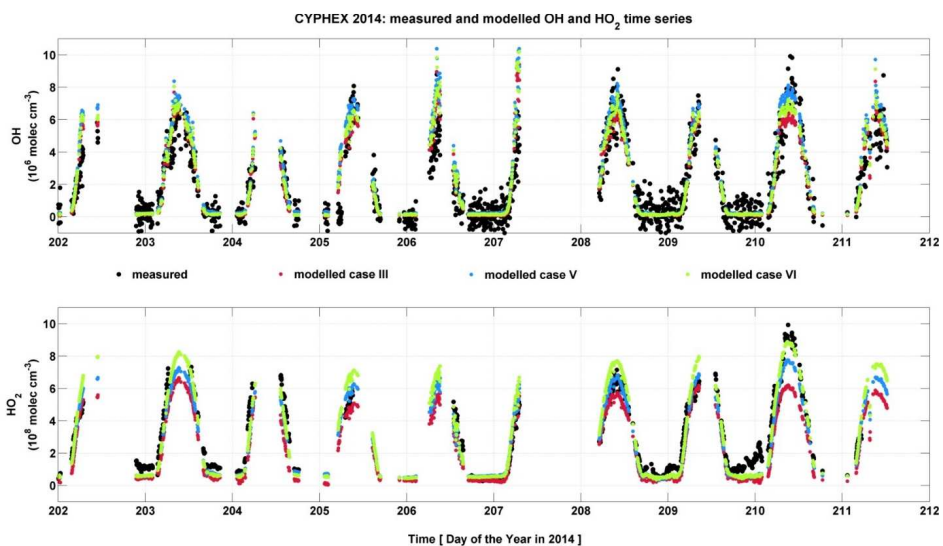 CYPHEX 2014: measured and modelled OH and HO2 time series
10
8
6
4
2
0
OH
(10^6 molec cm^-3)
202 203 204 205 206 207 208 209 210 211 212
measured modelled case III modelled case V modelled case VI
10
8
6
4
2
0
HO2
(10^8 molec cm^-3)
202 203 204 205 206 207 208 209 210 211 212
Time [ Day of the Year in 2014 ]